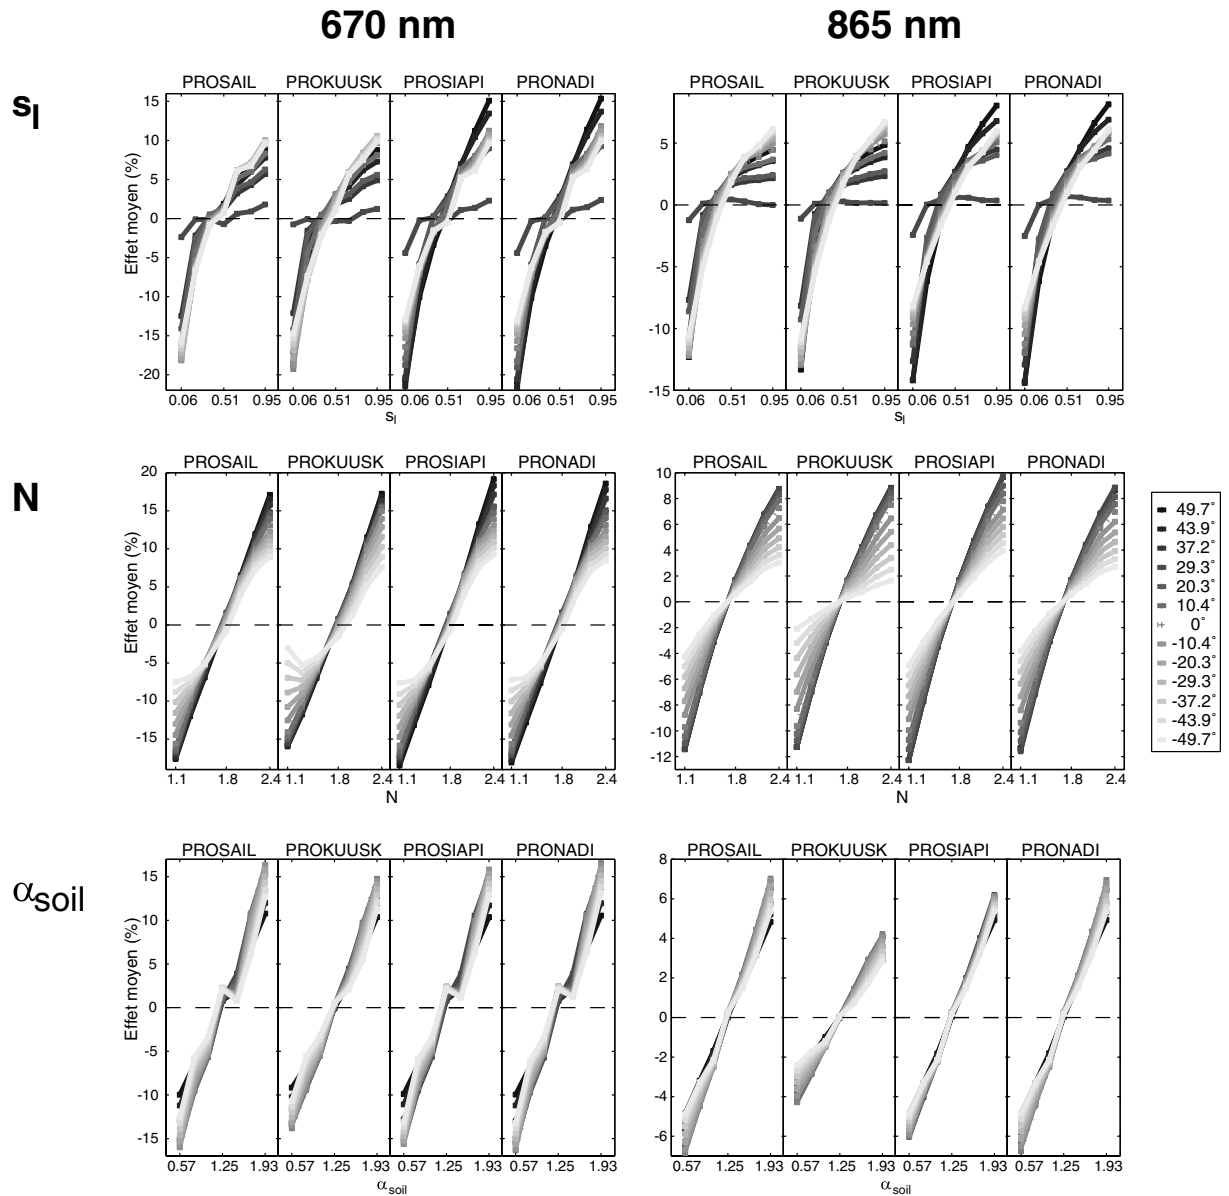 670 nm 865 nm
s_l
PROSAIL PROKUUSK PROSIAPI PRONADI PROSAIL PROKUUSK PROSIAPI PRONADI
Effet moyen (%)
15
10
5
0
-5
-10
-15
-20
5
0
-5
-10
-15
0.06 0.51 0.95 0.06 0.51 0.95 0.06 0.51 0.95 0.06 0.51 0.95
s_l
0.06 0.51 0.95 0.06 0.51 0.95 0.06 0.51 0.95 0.06 0.51 0.95
s_l
N
PROSAIL PROKUUSK PROSIAPI PRONADI PROSAIL PROKUUSK PROSIAPI PRONADI
Effet moyen (%)
20
15
10
5
0
-5
-10
-15
10
8
6
4
2
0
-2
-4
-6
-8
-10
-12
1.1 1.8 2.4 1.1 1.8 2.4 1.1 1.8 2.4 1.1 1.8 2.4
N
1.1 1.8 2.4 1.1 1.8 2.4 1.1 1.8 2.4 1.1 1.8 2.4
N
49.7°
43.9°
37.2°
29.3°
20.3°
10.4°
0°
-10.4°
-20.3°
-29.3°
-37.2°
-43.9°
-49.7°
α_soil
PROSAIL PROKUUSK PROSIAPI PRONADI PROSAIL PROKUUSK PROSIAPI PRONADI
Effet moyen (%)
15
10
5
0
-5
-10
-15
8
6
4
2
0
-2
-4
-6
0.57 1.25 1.93 0.57 1.25 1.93 0.57 1.25 1.93 0.57 1.25 1.93
α_soil
0.57 1.25 1.93 0.57 1.25 1.93 0.57 1.25 1.93 0.57 1.25 1.93
α_soil